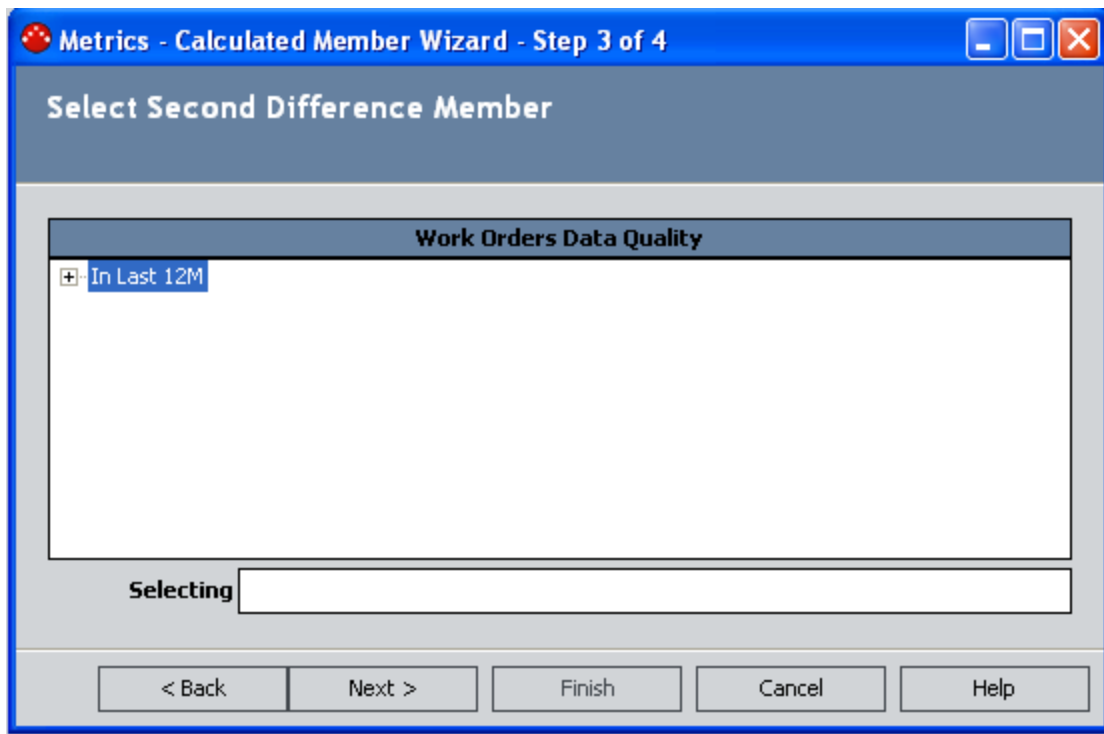 Metrics - Calculated Member Wizard - Step 3 of 4
Select Second Difference Member
Work Orders Data Quality
In Last 12M
Selecting
< Back Next > Finish Cancel Help